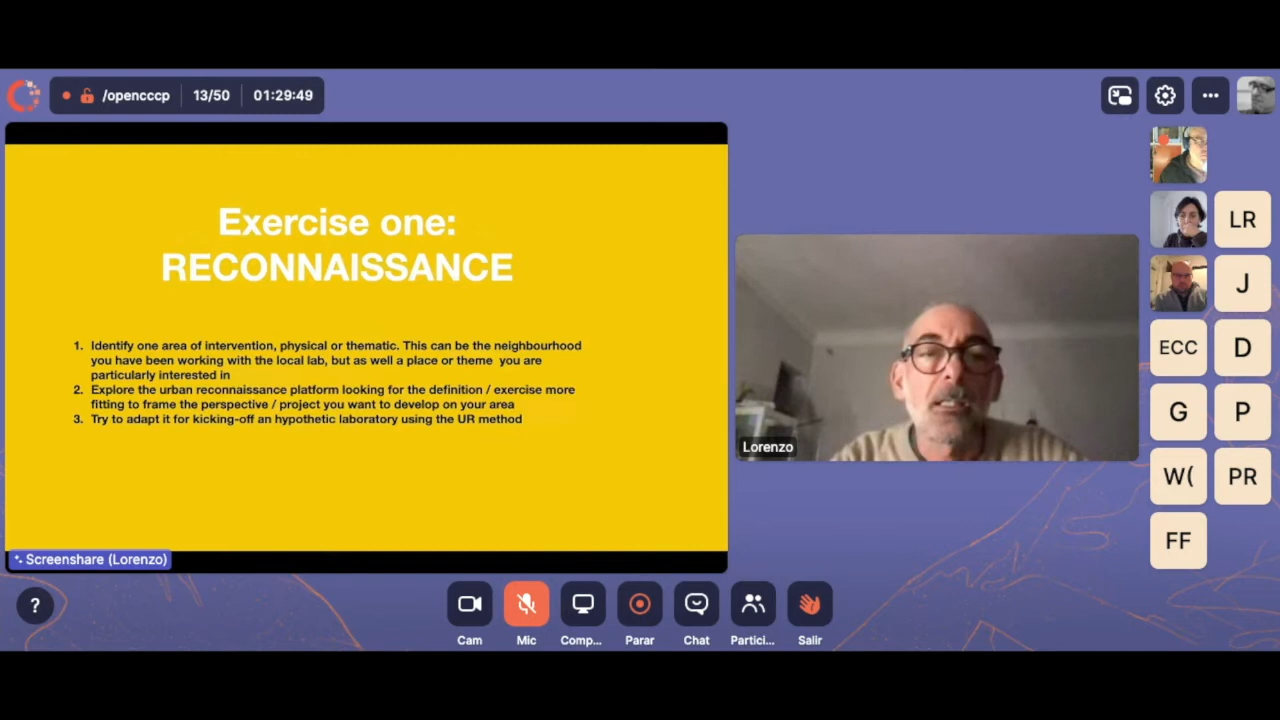 /opencccp
13/50
01:29:49
Exercise one:
RECONNAISSANCE
1. Identify one area of intervention, physical or thematic. This can be the neighbourhood
you have been working with the local lab, but as well a place or theme you are
particularly interested in
2. Explore the urban reconnaissance platform looking for the definition / exercise more
fitting to frame the perspective / project you want to develop on your area
3. Try to adapt it for kicking-off an hypothetic laboratory using the UR method
Screenshare (Lorenzo)
Lorenzo
LR
J
ECC
D
G
P
W(
PR
FF
?
Cam
Mic
Comp...
Parar
Chat
Partici...
Salir